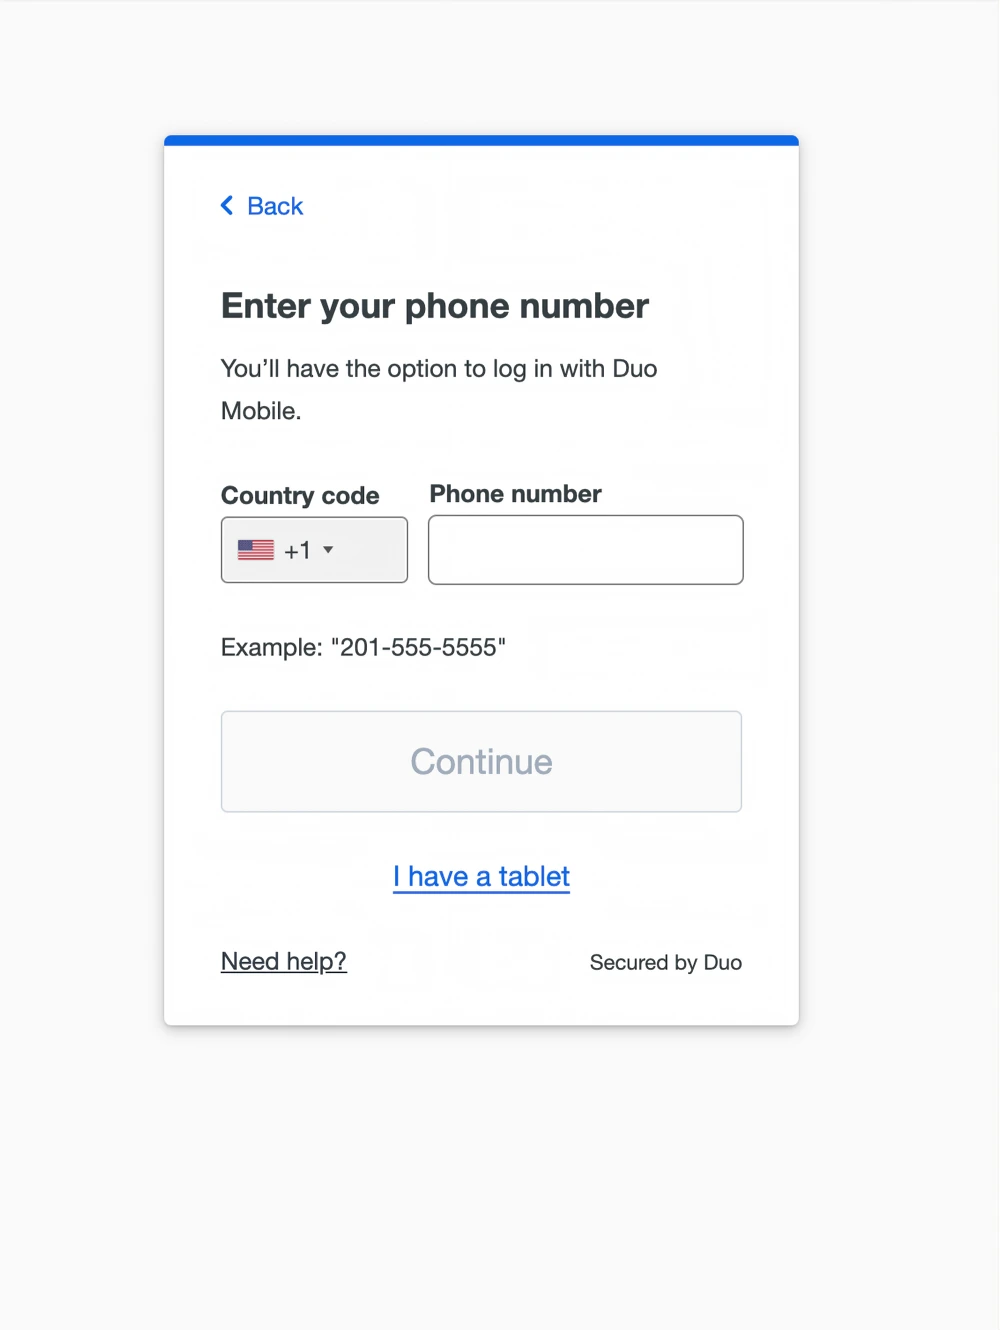 Back
Enter your phone number
You’ll have the option to log in with Duo
Mobile.
Country code
Phone number
+1
Example: "201-555-5555"
Continue
I have a tablet
Need help?
Secured by Duo